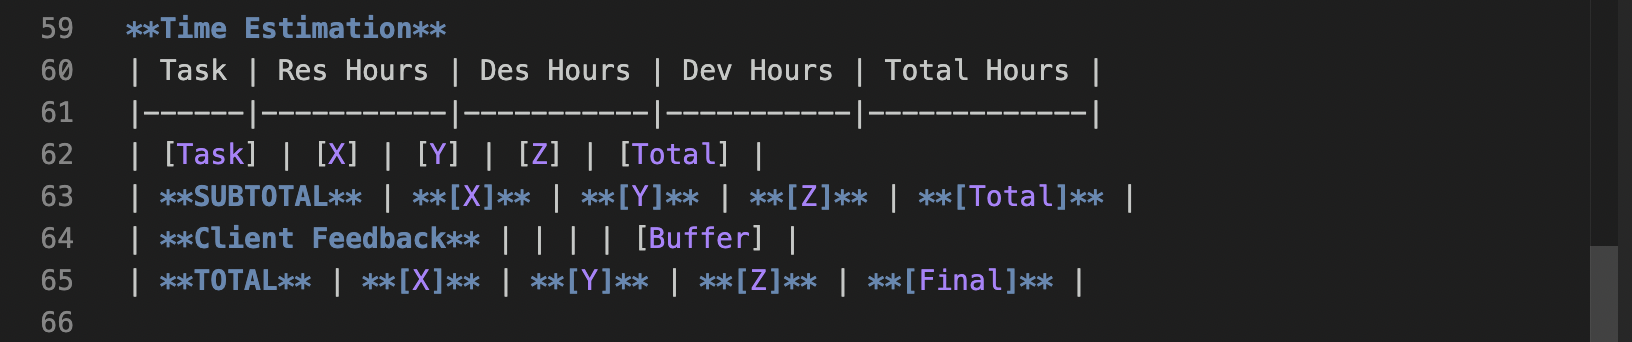 59 **Time Estimation**
60 | Task | Res Hours | Des Hours | Dev Hours | Total Hours |
61 |------|-----------|-----------|-----------|-------------|
62 | [Task] | [X] | [Y] | [Z] | [Total] |
63 | **SUBTOTAL** | **[X]** | **[Y]** | **[Z]** | **[Total]** |
64 | **Client Feedback** | | | | [Buffer] |
65 | **TOTAL** | **[X]** | **[Y]** | **[Z]** | **[Final]** |
66